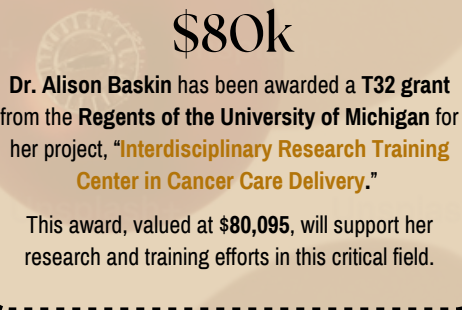 $80k
Dr. Alison Baskin has been awarded a T32 grant
from the Regents of the University of Michigan for
her project, “Interdisciplinary Research Training
Center in Cancer Care Delivery.”
This award, valued at $80,095, will support her
research and training efforts in this critical field.